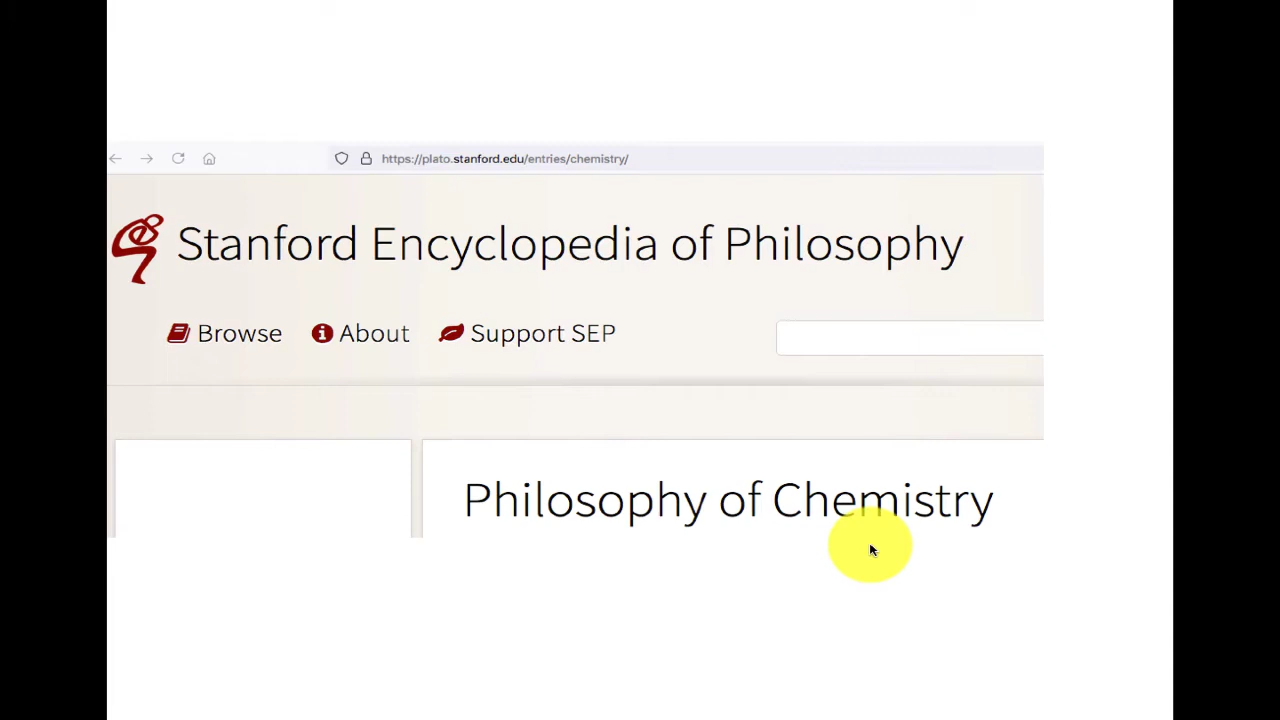 https://plato.stanford.edu/entries/chemistry/
Stanford Encyclopedia of Philosophy
Browse About Support SEP
Philosophy of Chemistry